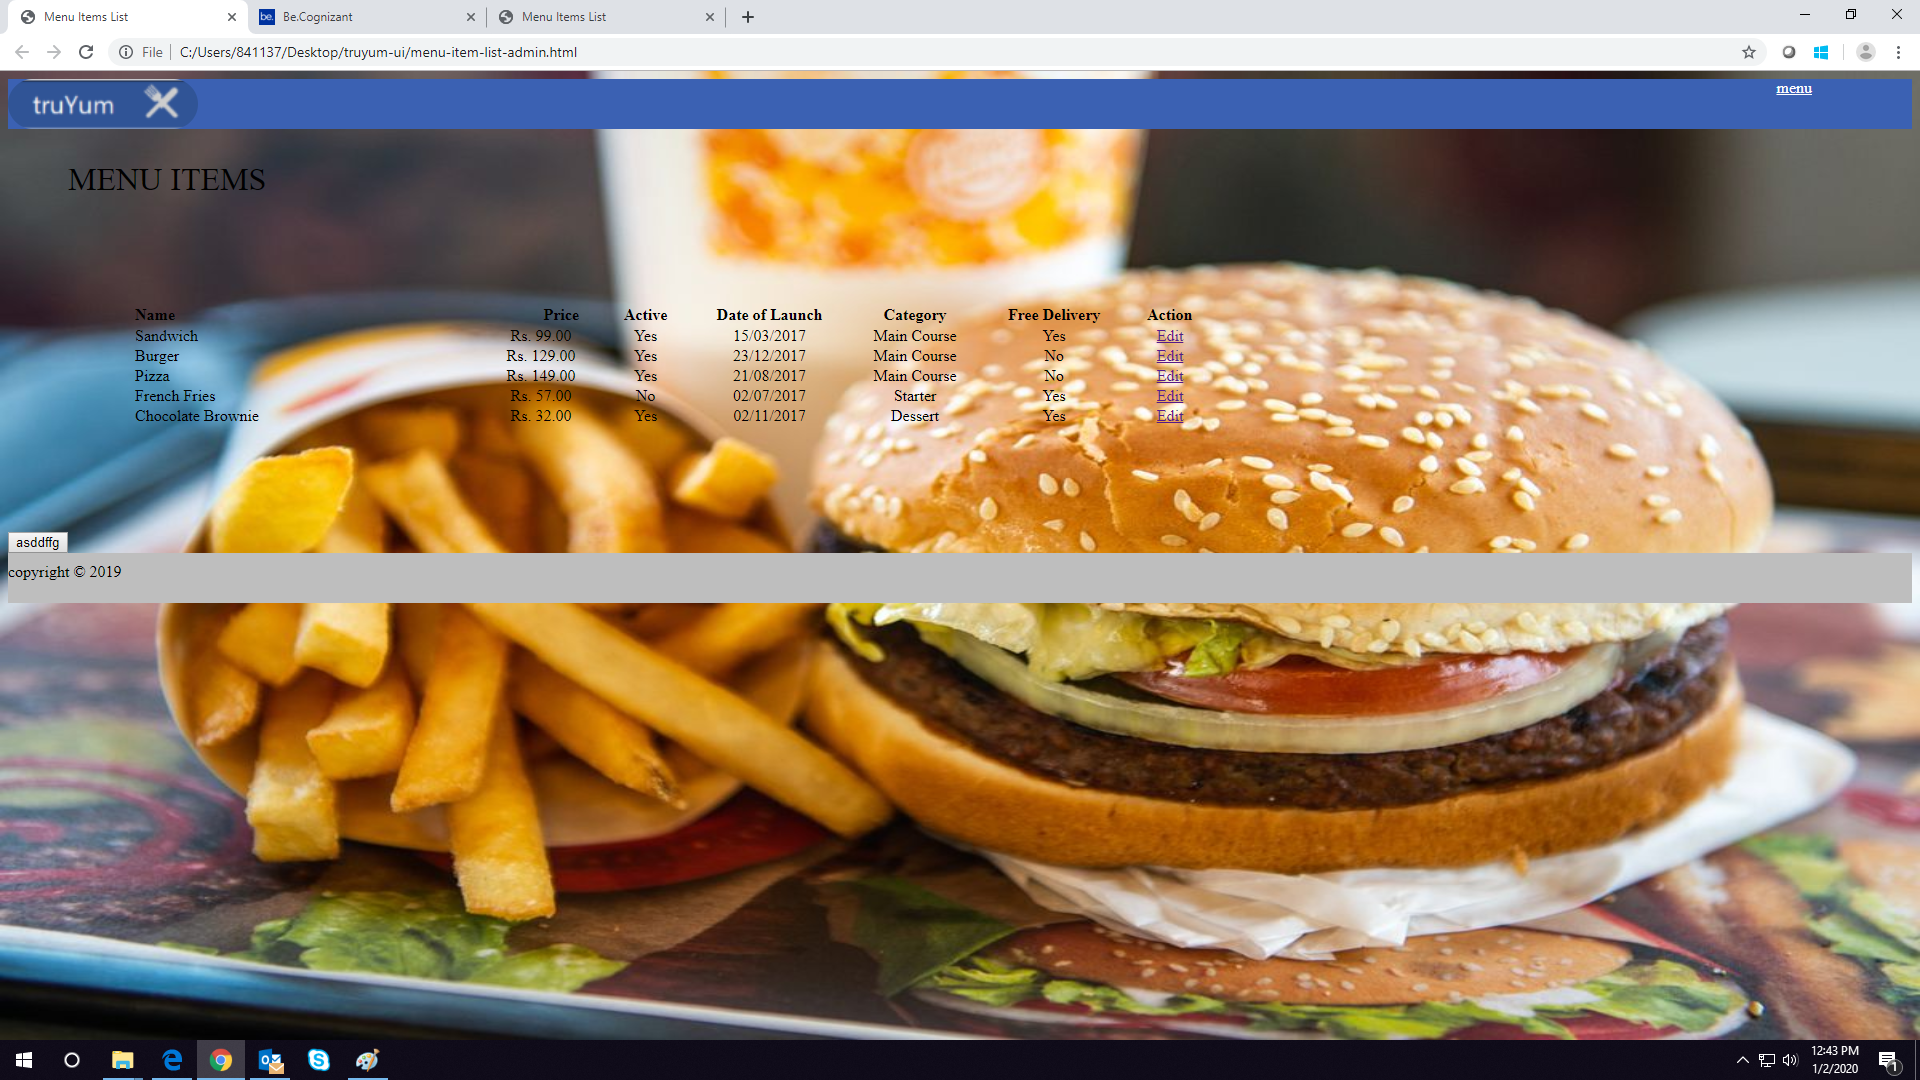 Menu Items List
Be.Cognizant
Menu Items List
File
C:/Users/841137/Desktop/truyum-ui/menu-item-list-admin.html
truYum
menu
MENU ITEMS
Name Price Active Date of Launch Category Free Delivery Action
Sandwich Rs. 99.00 Yes 15/03/2017 Main Course Yes Edit
Burger Rs. 129.00 Yes 23/12/2017 Main Course No Edit
Pizza Rs. 149.00 Yes 21/08/2017 Main Course No Edit
French Fries Rs. 57.00 No 02/07/2017 Starter Yes Edit
Chocolate Brownie Rs. 32.00 Yes 02/11/2017 Dessert Yes Edit
asddffg
copyright © 2019
12:43 PM
1/2/2020
1